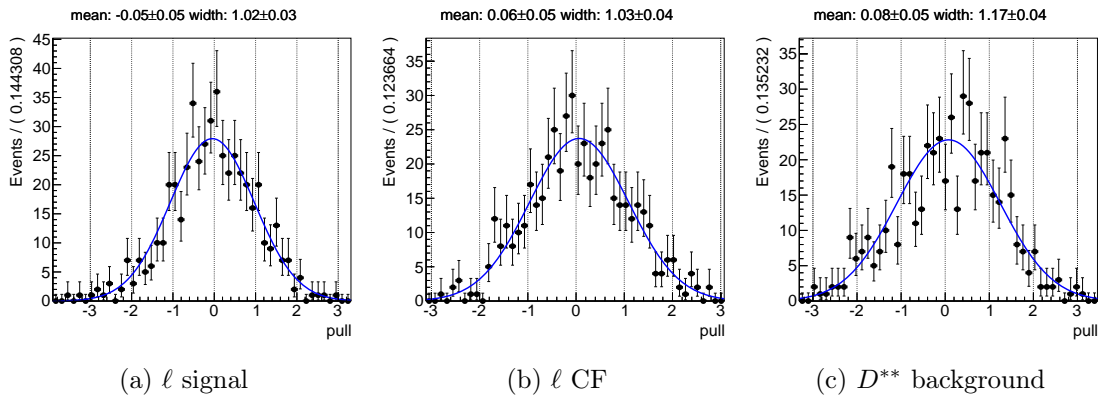 mean: -0.05±0.05 width: 1.02±0.03
Events / ( 0.144308 )
45
40
35
30
25
20
15
10
5
0
-3 -2 -1 0 1 2 3
pull
(a) ℓ signal
mean: 0.06±0.05 width: 1.03±0.04
Events / ( 0.123664 )
35
30
25
20
15
10
5
0
-3 -2 -1 0 1 2 3
pull
(b) ℓ CF
mean: 0.08±0.05 width: 1.17±0.04
Events / ( 0.135232 )
35
30
25
20
15
10
5
0
-3 -2 -1 0 1 2 3
pull
(c) D** background